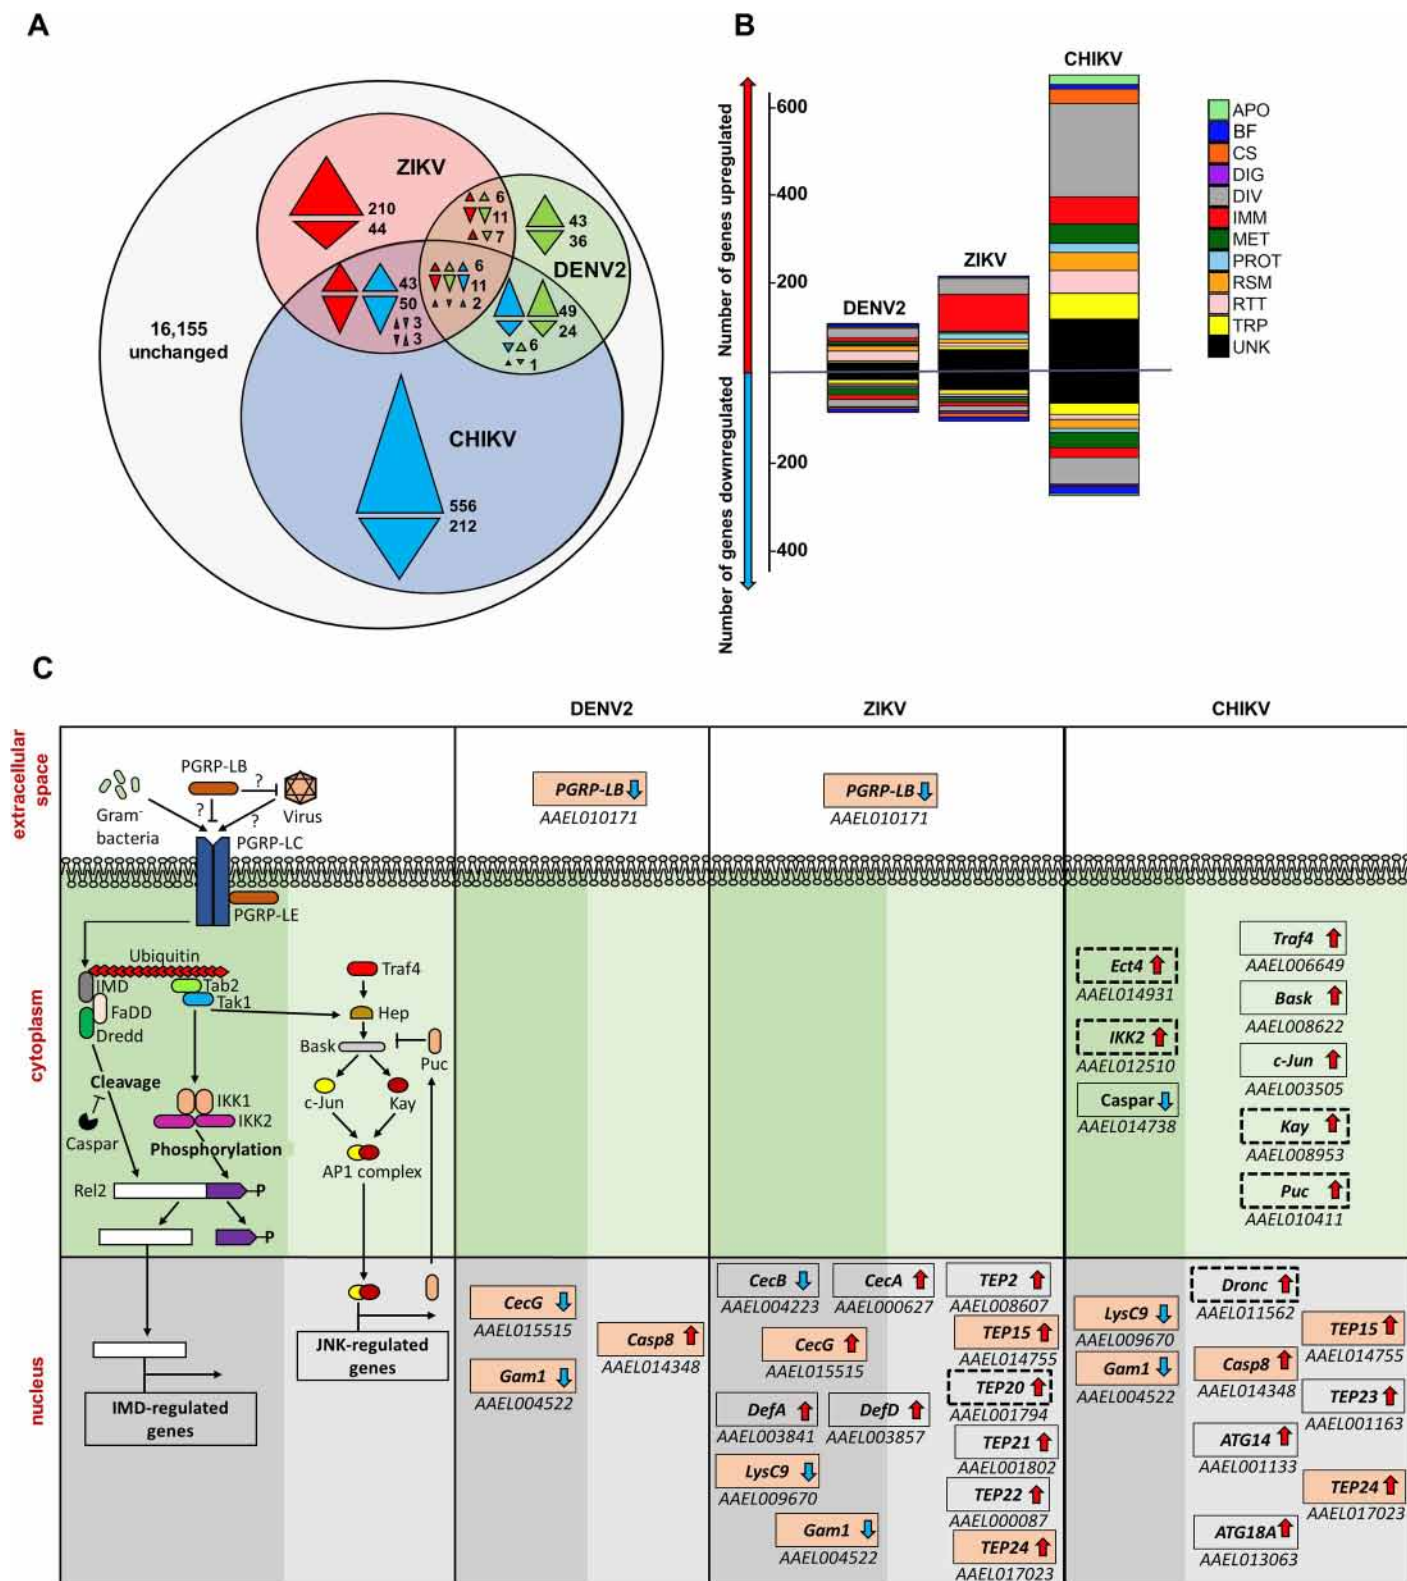 A
ZIKV
210
44
6
11
7
43
36
DENV2
43
50
3
3
6
11
2
49
24
6
1
16,155
unchanged
CHIKV
556
212
B
Number of genes upregulated
Number of genes downregulated
600
400
200
200
400
DENV2
ZIKV
CHIKV
APO
BF
CS
DIG
DIV
IMM
MET
PROT
RSM
RTT
TRP
UNK
C
DENV2
ZIKV
CHIKV
extracellular
space
cytoplasm
nucleus
PGRP-LB
?
?
?
Gram-
bacteria
Virus
PGRP-LC
PGRP-LE
Ubiquitin
IMD
Tab2
FaDD
Tak1
Dredd
Cleavage
Caspar
IKK1
IKK2
Phosphorylation
Rel2
P
P
Traf4
Hep
Bask
Puc
c-Jun
Kay
AP1 complex
JNK-regulated
genes
IMD-regulated
genes
PGRP-LB
AAEL010171
CecG
AAEL015515
Casp8
AAEL014348
Gam1
AAEL004522
PGRP-LB
AAEL010171
CecB
AAEL004223
CecA
AAEL000627
TEP2
AAEL008607
CecG
AAEL015515
TEP15
AAEL014755
TEP20
AAEL001794
DefA
AAEL003841
DefD
AAEL003857
TEP21
AAEL001802
LysC9
AAEL009670
TEP22
AAEL000087
Gam1
AAEL004522
TEP24
AAEL017023
Ect4
AAEL014931
IKK2
AAEL012510
Caspar
AAEL014738
Traf4
AAEL006649
Bask
AAEL008622
c-Jun
AAEL003505
Kay
AAEL008953
Puc
AAEL010411
LysC9
AAEL009670
Gam1
AAEL004522
Dronc
AAEL011562
TEP15
AAEL014755
Casp8
AAEL014348
TEP23
AAEL001163
ATG14
AAEL001133
TEP24
AAEL017023
ATG18A
AAEL013063